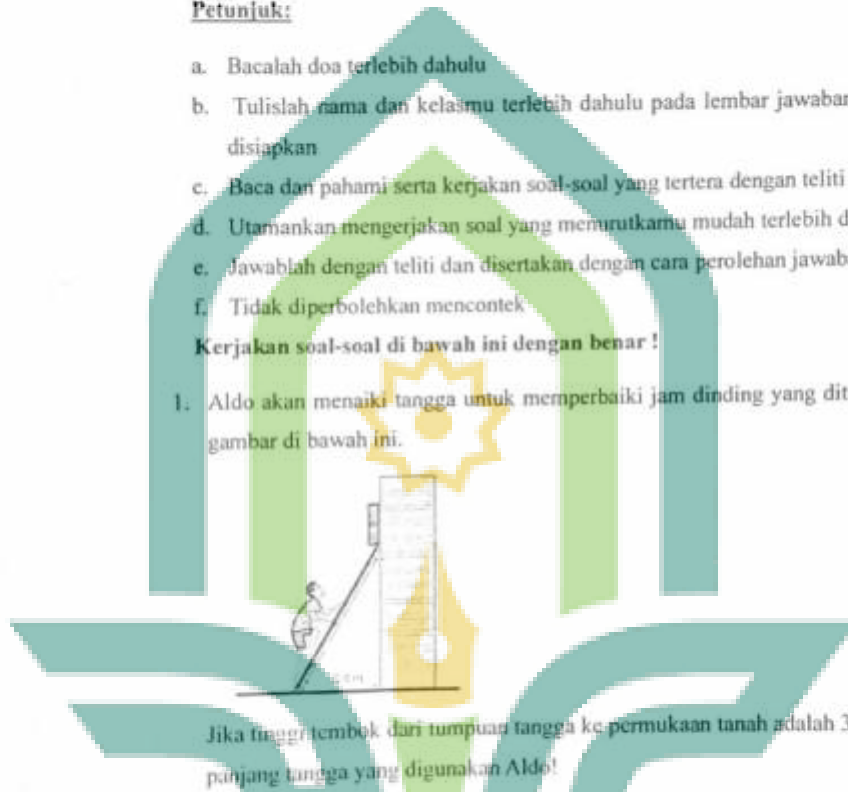 Petunjuk:
a. Bacalah doa terlebih dahulu
b. Tulislah nama dan kelasmu terlebih dahulu pada lembar jawaban
disiapkan
c. Baca dan pahami serta kerjakan soal-soal yang tertera dengan teliti
d. Utamankan mengerjakan soal yang menurutkamu mudah terlebih d
e. Jawablah dengan teliti dan disertakan dengan cara perolehan jawab
f. Tidak diperbolehkan mencontek
Kerjakan soal-soal di bawah ini dengan benar !
1. Aldo akan menaiki tangga untuk memperbaiki jam dinding yang dit
gambar di bawah ini.
Jika tinggi tembok dari tumpuan tangga ke permukaan tanah adalah 3
panjang tangga yang digunakan Aldo!